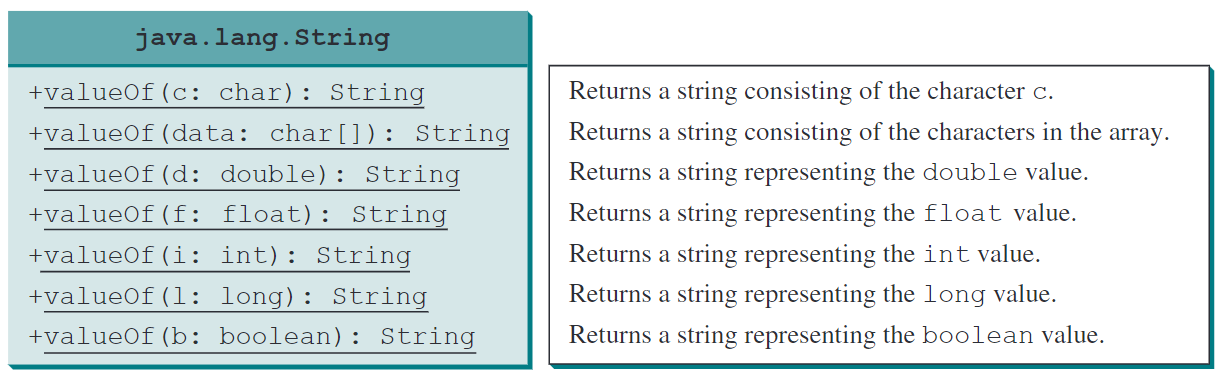 java.lang.String
+valueOf(c: char): String
Returns a string consisting of the character c.
+valueOf(data: char[]): String
Returns a string consisting of the characters in the array.
+valueOf(d: double): String
Returns a string representing the double value.
+valueOf(f: float): String
Returns a string representing the float value.
+valueOf(i: int): String
Returns a string representing the int value.
+valueOf(l: long): String
Returns a string representing the long value.
+valueOf(b: boolean): String
Returns a string representing the boolean value.